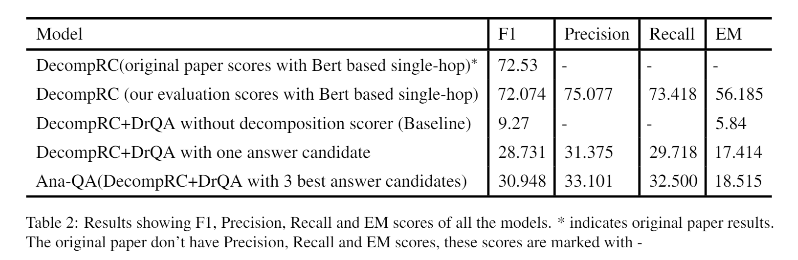 Model F1 Precision Recall EM
DecompRC(original paper scores with Bert based single-hop)* 72.53 - - -
DecompRC (our evaluation scores with Bert based single-hop) 72.074 75.077 73.418 56.185
DecompRC+DrQA without decomposition scorer (Baseline) 9.27 - - 5.84
DecompRC+DrQA with one answer candidate 28.731 31.375 29.718 17.414
Ana-QA(DecompRC+DrQA with 3 best answer candidates) 30.948 33.101 32.500 18.515
Table 2: Results showing F1, Precision, Recall and EM scores of all the models. * indicates original paper results.
The original paper don't have Precision, Recall and EM scores, these scores are marked with -